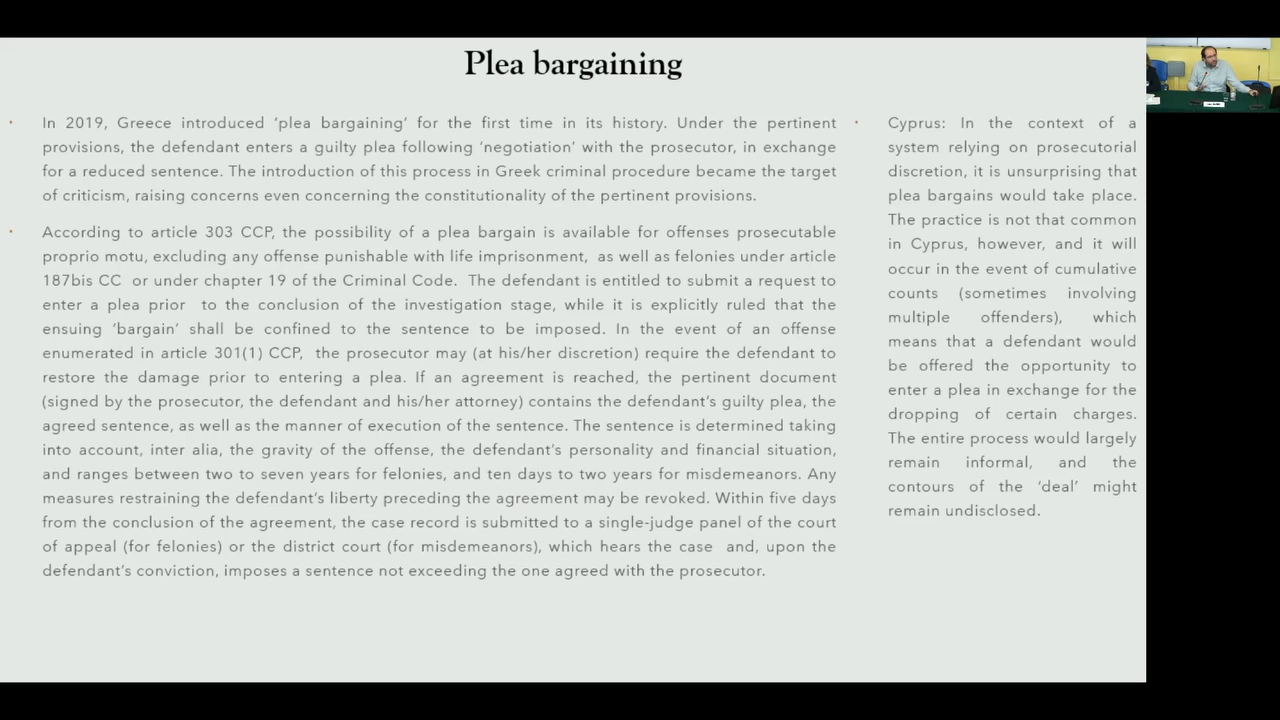 Plea bargaining
In 2019, Greece introduced ‘plea bargaining’ for the first time in its history. Under the pertinent
provisions, the defendant enters a guilty plea following ‘negotiation’ with the prosecutor, in exchange
for a reduced sentence. The introduction of this process in Greek criminal procedure became the target
of criticism, raising concerns even concerning the constitutionality of the pertinent provisions.
According to article 303 CCP, the possibility of a plea bargain is available for offenses prosecutable
proprio motu, excluding any offense punishable with life imprisonment, as well as felonies under article
187bis CC or under chapter 19 of the Criminal Code. The defendant is entitled to submit a request to
enter a plea prior to the conclusion of the investigation stage, while it is explicitly ruled that the
ensuing ‘bargain’ shall be confined to the sentence to be imposed. In the event of an offense
enumerated in article 301(1) CCP, the prosecutor may (at his/her discretion) require the defendant to
restore the damage prior to entering a plea. If an agreement is reached, the pertinent document
(signed by the prosecutor, the defendant and his/her attorney) contains the defendant’s guilty plea, the
agreed sentence, as well as the manner of execution of the sentence. The sentence is determined taking
into account, inter alia, the gravity of the offense, the defendant’s personality and financial situation,
and ranges between two to seven years for felonies, and ten days to two years for misdemeanors. Any
measures restraining the defendant’s liberty preceding the agreement may be revoked. Within five days
from the conclusion of the agreement, the case record is submitted to a single-judge panel of the court
of appeal (for felonies) or the district court (for misdemeanors), which hears the case and, upon the
defendant’s conviction, imposes a sentence not exceeding the one agreed with the prosecutor.
Cyprus: In the context of a
system relying on prosecutorial
discretion, it is unsurprising that
plea bargains would take place.
The practice is not that common
in Cyprus, however, and it will
occur in the event of cumulative
counts (sometimes involving
multiple offenders), which
means that a defendant would
be offered the opportunity to
enter a plea in exchange for the
dropping of certain charges.
The entire process would largely
remain informal, and the
contours of the ‘deal’ might
remain undisclosed.